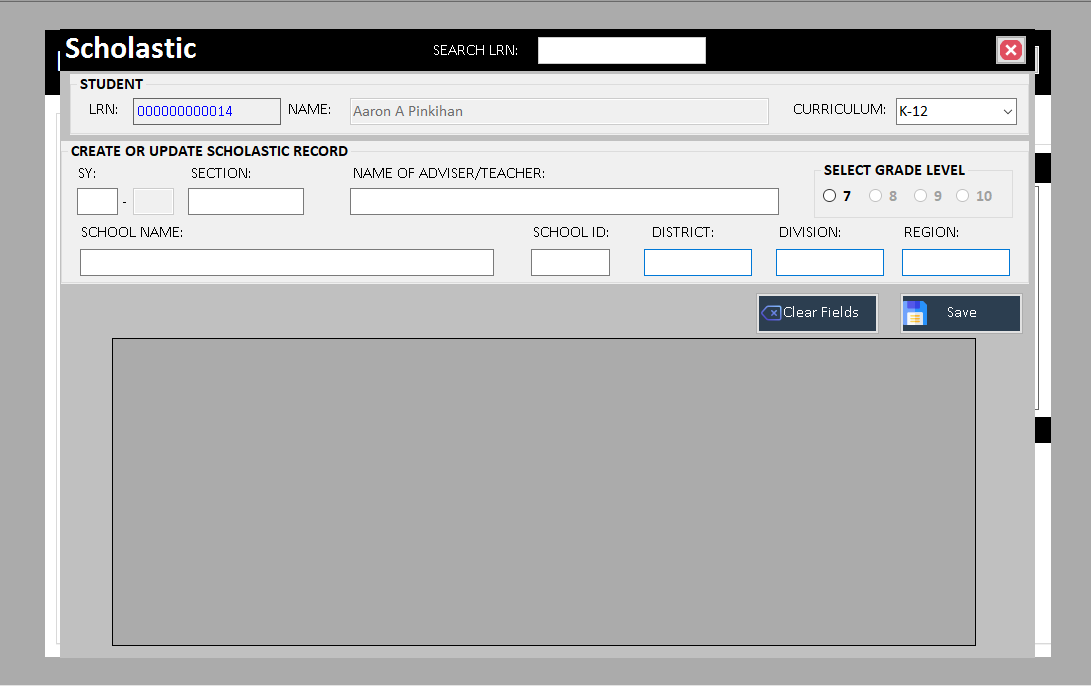 Scholastic SEARCH LRN:
STUDENT
LRN: 000000000014 NAME: Aaron A Pinkihan CURRICULUM: K-12
CREATE OR UPDATE SCHOLASTIC RECORD
SY: SECTION: NAME OF ADVISER/TEACHER: SELECT GRADE LEVEL
- 7 8 9 10
SCHOOL NAME: SCHOOL ID: DISTRICT: DIVISION: REGION:
Clear Fields Save